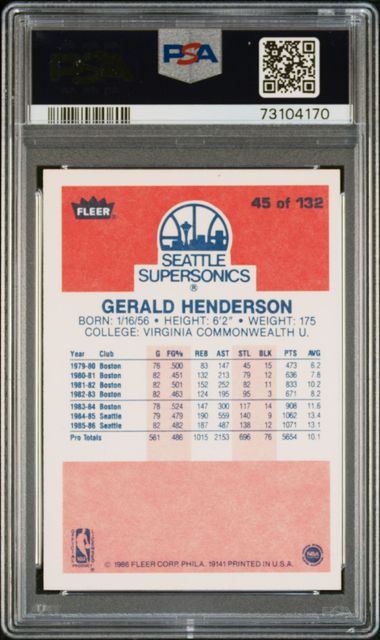 PSA
73104170
FLEER
45 of 132
SEATTLE
SUPERSONICS
®
GERALD HENDERSON
BORN: 1/16/56 • HEIGHT: 6'2" • WEIGHT: 175
COLLEGE: VIRGINIA COMMONWEALTH U.
Year Club G FG% REB AST STL BLK PTS AVG
1979-80 Boston 76 .500 83 147 45 15 473 6.2
1980-81 Boston 82 .451 132 213 79 12 636 7.8
1981-82 Boston 82 .501 152 252 82 11 833 10.2
1982-83 Boston 82 .463 124 195 95 3 671 8.2
1983-84 Boston 78 .524 147 300 117 14 908 11.6
1984-85 Seattle 79 .479 190 559 140 9 1062 13.4
1985-86 Seattle 82 .482 187 487 138 12 1071 13.1
Pro Totals 561 .486 1015 2153 696 76 5654 10.1
© 1986 FLEER CORP. PHILA. 19141 PRINTED IN U.S.A.